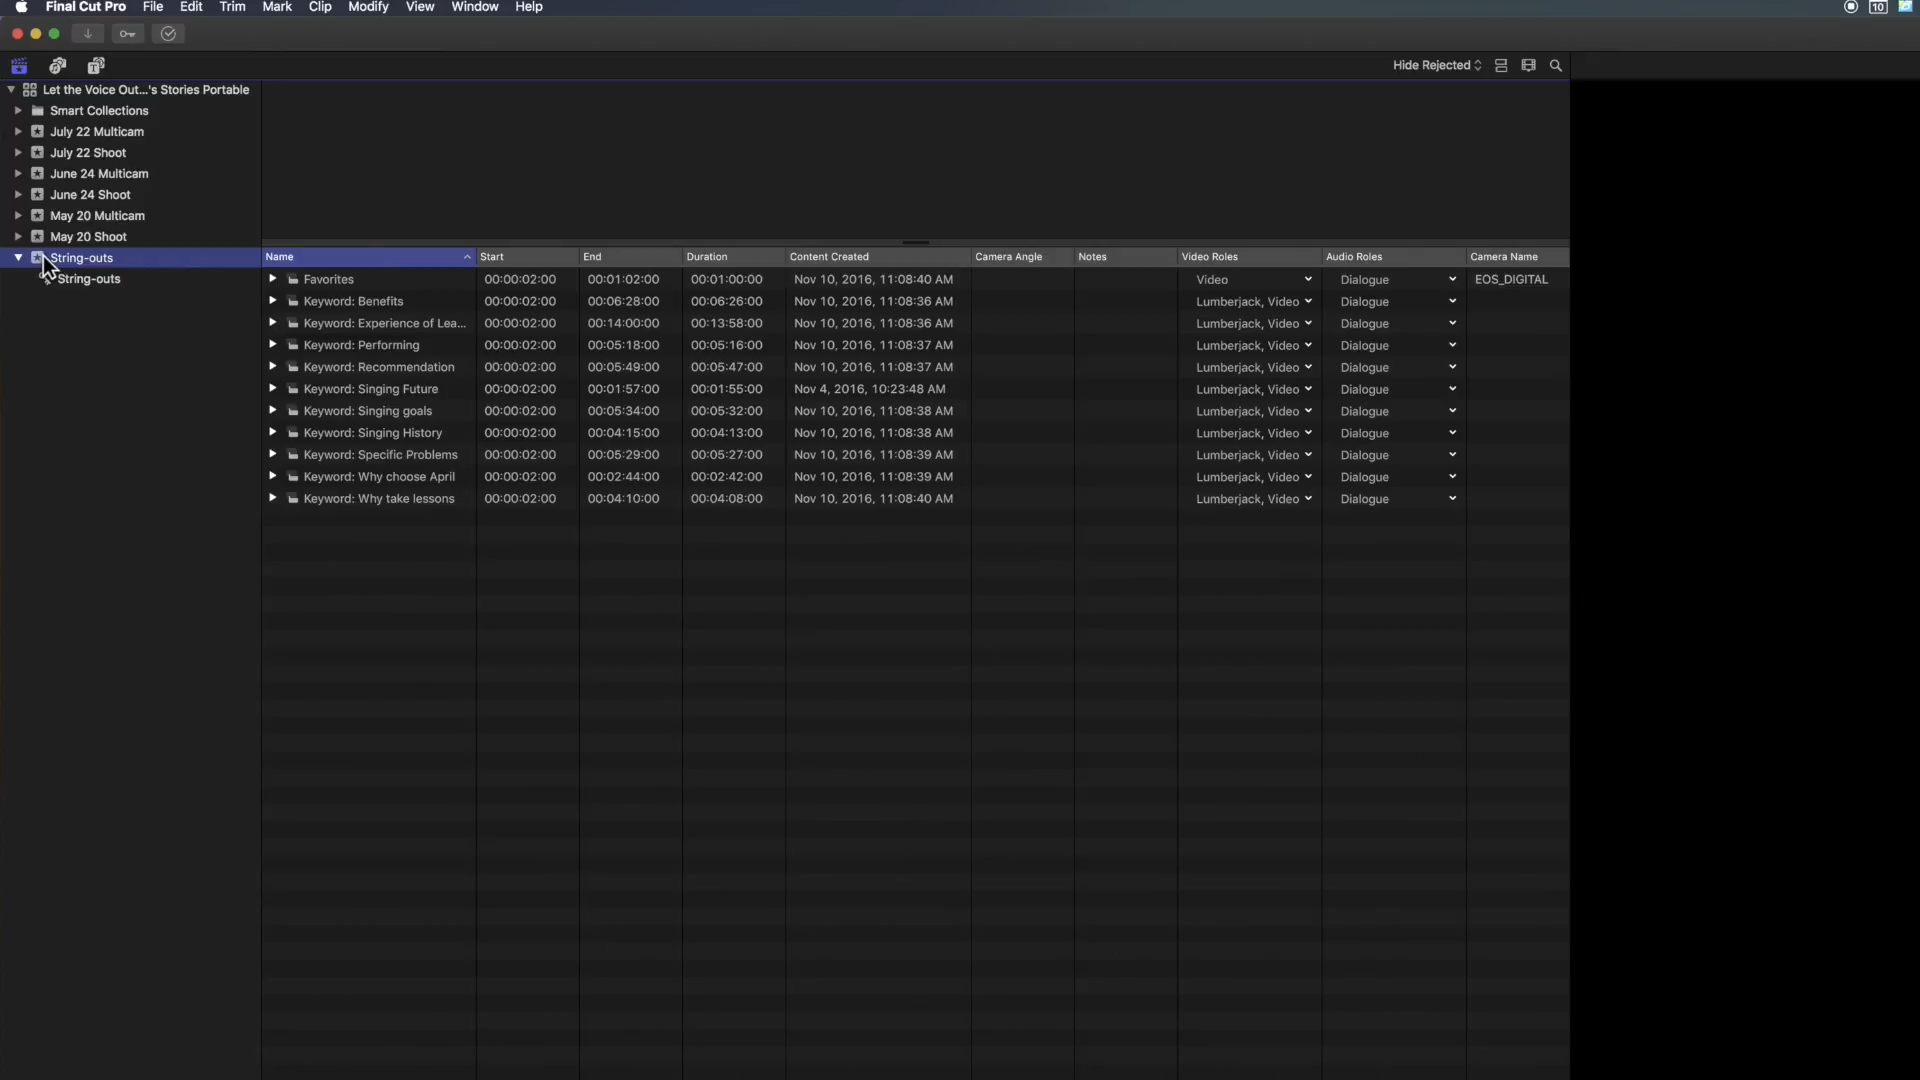 Final Cut Pro File Edit Trim Mark Clip Modify View Window Help 10
Hide Rejected
Let the Voice Out...'s Stories Portable
Smart Collections
July 22 Multicam
July 22 Shoot
June 24 Multicam
June 24 Shoot
May 20 Multicam
May 20 Shoot
String-outs
String-outs
Name Start End Duration Content Created Camera Angle Notes Video Roles Audio Roles Camera Name
Favorites 00:00:02:00 00:01:02:00 00:01:00:00 Nov 10, 2016, 11:08:40 AM Video Dialogue EOS_DIGITAL
Keyword: Benefits 00:00:02:00 00:06:28:00 00:06:26:00 Nov 10, 2016, 11:08:36 AM Lumberjack, Video Dialogue
Keyword: Experience of Lea... 00:00:02:00 00:14:00:00 00:13:58:00 Nov 10, 2016, 11:08:36 AM Lumberjack, Video Dialogue
Keyword: Performing 00:00:02:00 00:05:18:00 00:05:16:00 Nov 10, 2016, 11:08:37 AM Lumberjack, Video Dialogue
Keyword: Recommendation 00:00:02:00 00:05:49:00 00:05:47:00 Nov 10, 2016, 11:08:37 AM Lumberjack, Video Dialogue
Keyword: Singing Future 00:00:02:00 00:01:57:00 00:01:55:00 Nov 4, 2016, 10:23:48 AM Lumberjack, Video Dialogue
Keyword: Singing goals 00:00:02:00 00:05:34:00 00:05:32:00 Nov 10, 2016, 11:08:38 AM Lumberjack, Video Dialogue
Keyword: Singing History 00:00:02:00 00:04:15:00 00:04:13:00 Nov 10, 2016, 11:08:38 AM Lumberjack, Video Dialogue
Keyword: Specific Problems 00:00:02:00 00:05:29:00 00:05:27:00 Nov 10, 2016, 11:08:39 AM Lumberjack, Video Dialogue
Keyword: Why choose April 00:00:02:00 00:02:44:00 00:02:42:00 Nov 10, 2016, 11:08:39 AM Lumberjack, Video Dialogue
Keyword: Why take lessons 00:00:02:00 00:04:10:00 00:04:08:00 Nov 10, 2016, 11:08:40 AM Lumberjack, Video Dialogue